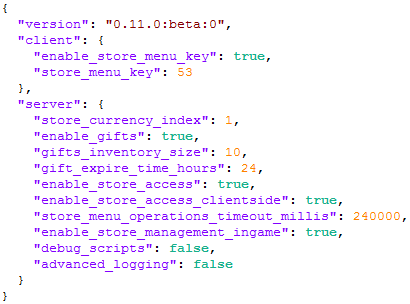 {
  "version": "0.11.0:beta:0",
  "client": {
    "enable_store_menu_key": true,
    "store_menu_key": 53
  },
  "server": {
    "store_currency_index": 1,
    "enable_gifts": true,
    "gifts_inventory_size": 10,
    "gift_expire_time_hours": 24,
    "enable_store_access": true,
    "enable_store_access_clientside": true,
    "store_menu_operations_timeout_millis": 240000,
    "enable_store_management_ingame": true,
    "debug_scripts": false,
    "advanced_logging": false
  }
}